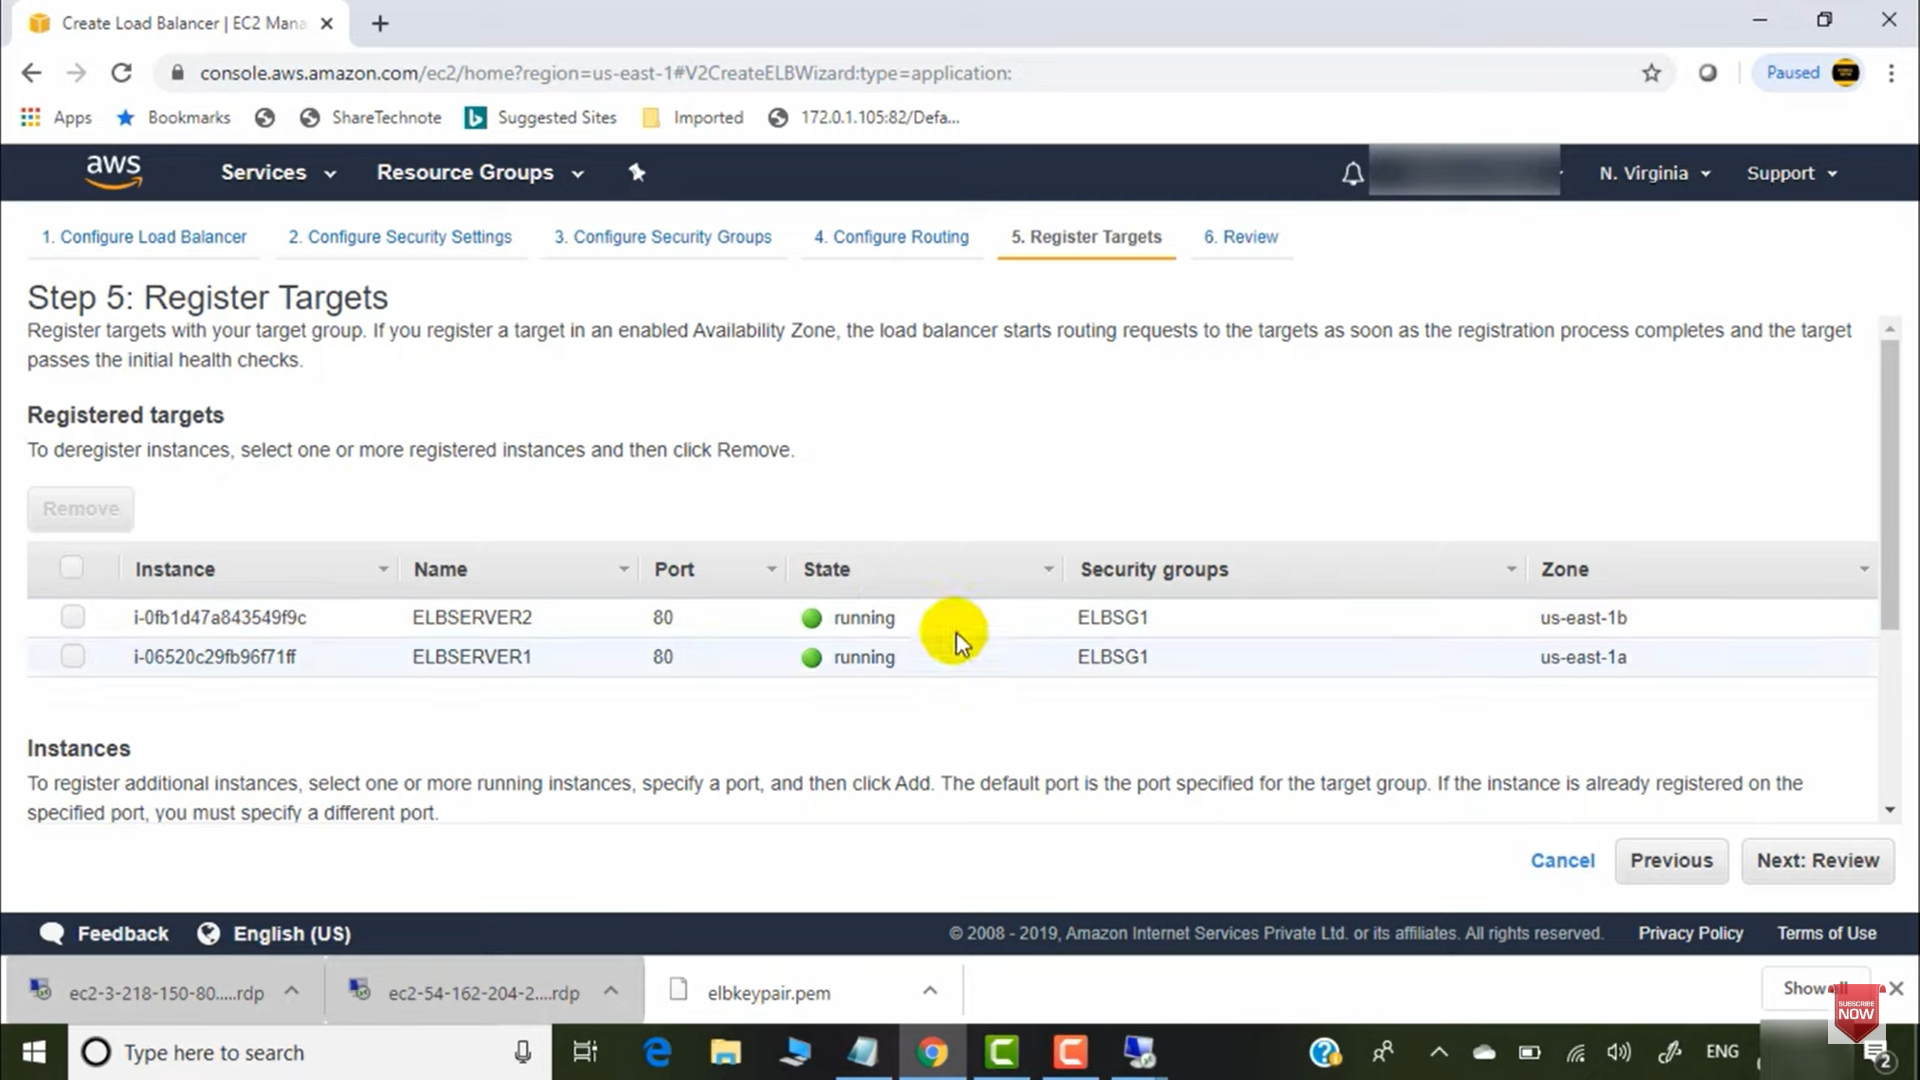 Create Load Balancer | EC2 Mana
console.aws.amazon.com/ec2/home?region=us-east-1#V2CreateELBWizard:type=application:
Paused
Apps
Bookmarks
ShareTechnote
Suggested Sites
Imported
172.0.1.105:82/Defa...
aws
Services
Resource Groups
N. Virginia
Support
1. Configure Load Balancer
2. Configure Security Settings
3. Configure Security Groups
4. Configure Routing
5. Register Targets
6. Review
Step 5: Register Targets
Register targets with your target group. If you register a target in an enabled Availability Zone, the load balancer starts routing requests to the targets as soon as the registration process completes and the target
passes the initial health checks.
Registered targets
To deregister instances, select one or more registered instances and then click Remove.
Remove
Instance Name Port State Security groups Zone
i-0fb1d47a843549f9c ELBSERVER2 80 running ELBSG1 us-east-1b
i-06520c29fb96f71ff ELBSERVER1 80 running ELBSG1 us-east-1a
Instances
To register additional instances, select one or more running instances, specify a port, and then click Add. The default port is the port specified for the target group. If the instance is already registered on the
specified port, you must specify a different port.
Cancel
Previous
Next: Review
Feedback
English (US)
© 2008 - 2019, Amazon Internet Services Private Ltd. or its affiliates. All rights reserved.
Privacy Policy
Terms of Use
ec2-3-218-150-80.....rdp
ec2-54-162-204-2....rdp
elbkeypair.pem
Show
SUBSCRIBE
NOW
Type here to search
ENG
2